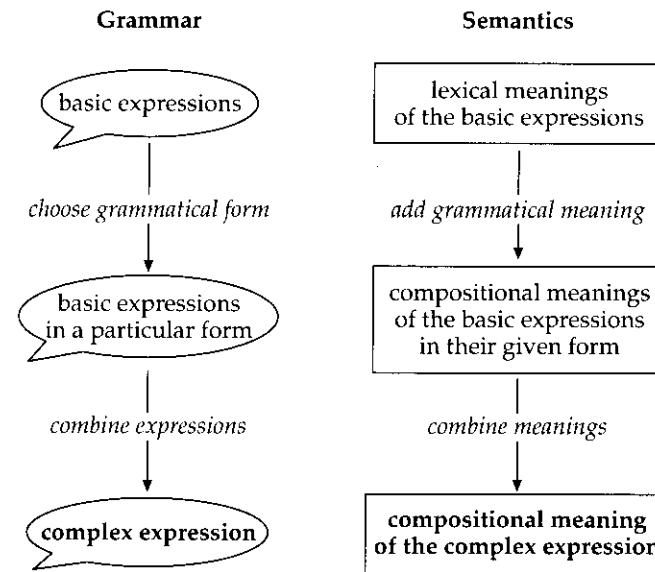 Grammar
Semantics
basic expressions
lexical meanings
of the basic expressions
choose grammatical form
add grammatical meaning
basic expressions
in a particular form
compositional meanings
of the basic expressions
in their given form
combine expressions
combine meanings
complex expression
compositional meaning
of the complex expression